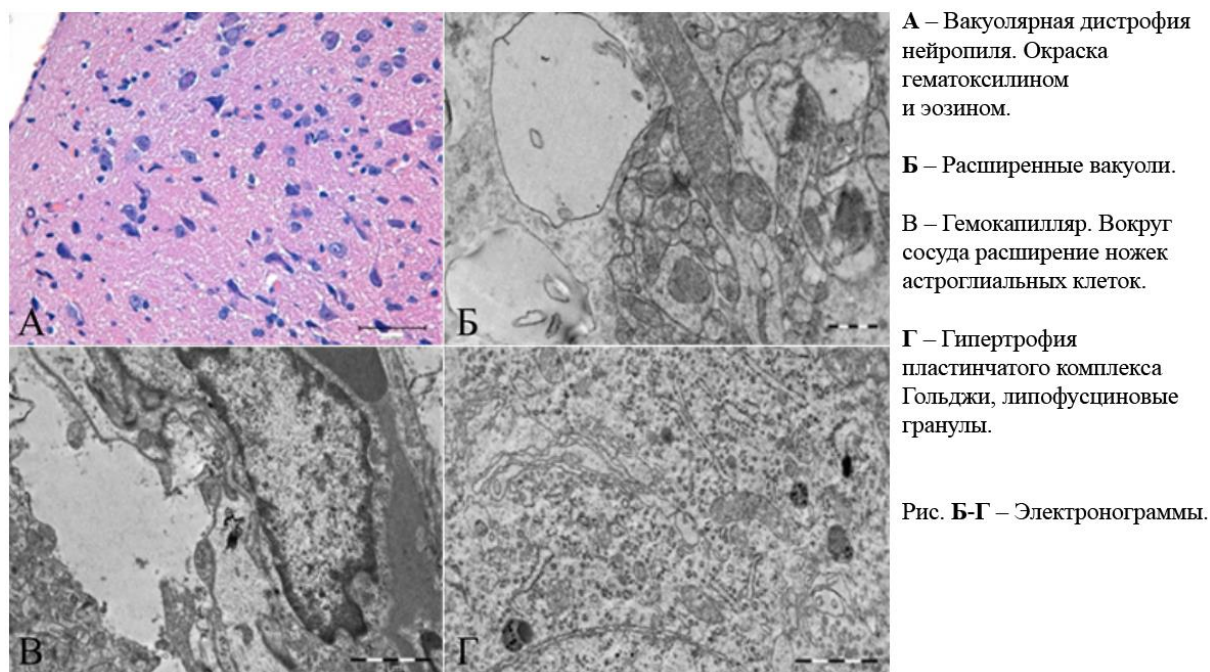 А – Вакуолярная дистрофия
нейропиля. Окраска
гематоксилином
и эозином.
Б – Расширенные вакуоли.
В – Гемокапилляр. Вокруг
сосуда расширение ножек
астроглиальных клеток.
Г – Гипертрофия
пластинчатого комплекса
Гольджи, липофусциновые
гранулы.
Рис. Б-Г – Электронограммы.
А
Б
В
Г